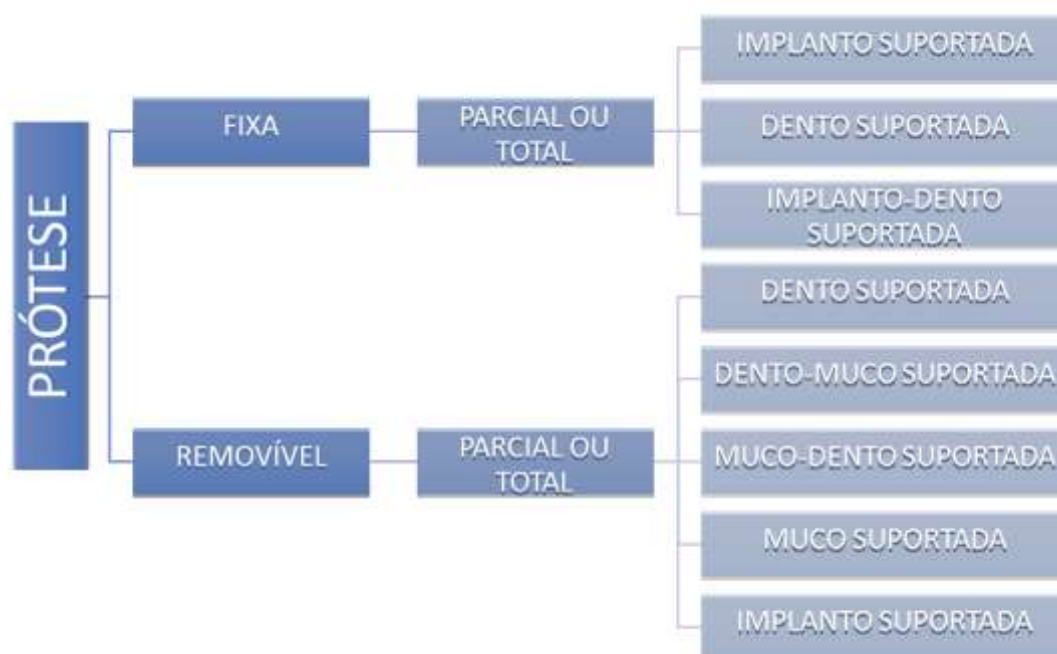 PRÓTESE
FIXA
PARCIAL OU
TOTAL
IMPLANTO SUPORTADA
DENTO SUPORTADA
IMPLANTO-DENTO
SUPORTADA
REMOVÍVEL
PARCIAL OU
TOTAL
DENTO SUPORTADA
DENTO-MUCO SUPORTADA
MUCO-DENTO SUPORTADA
MUCO SUPORTADA
IMPLANTO SUPORTADA